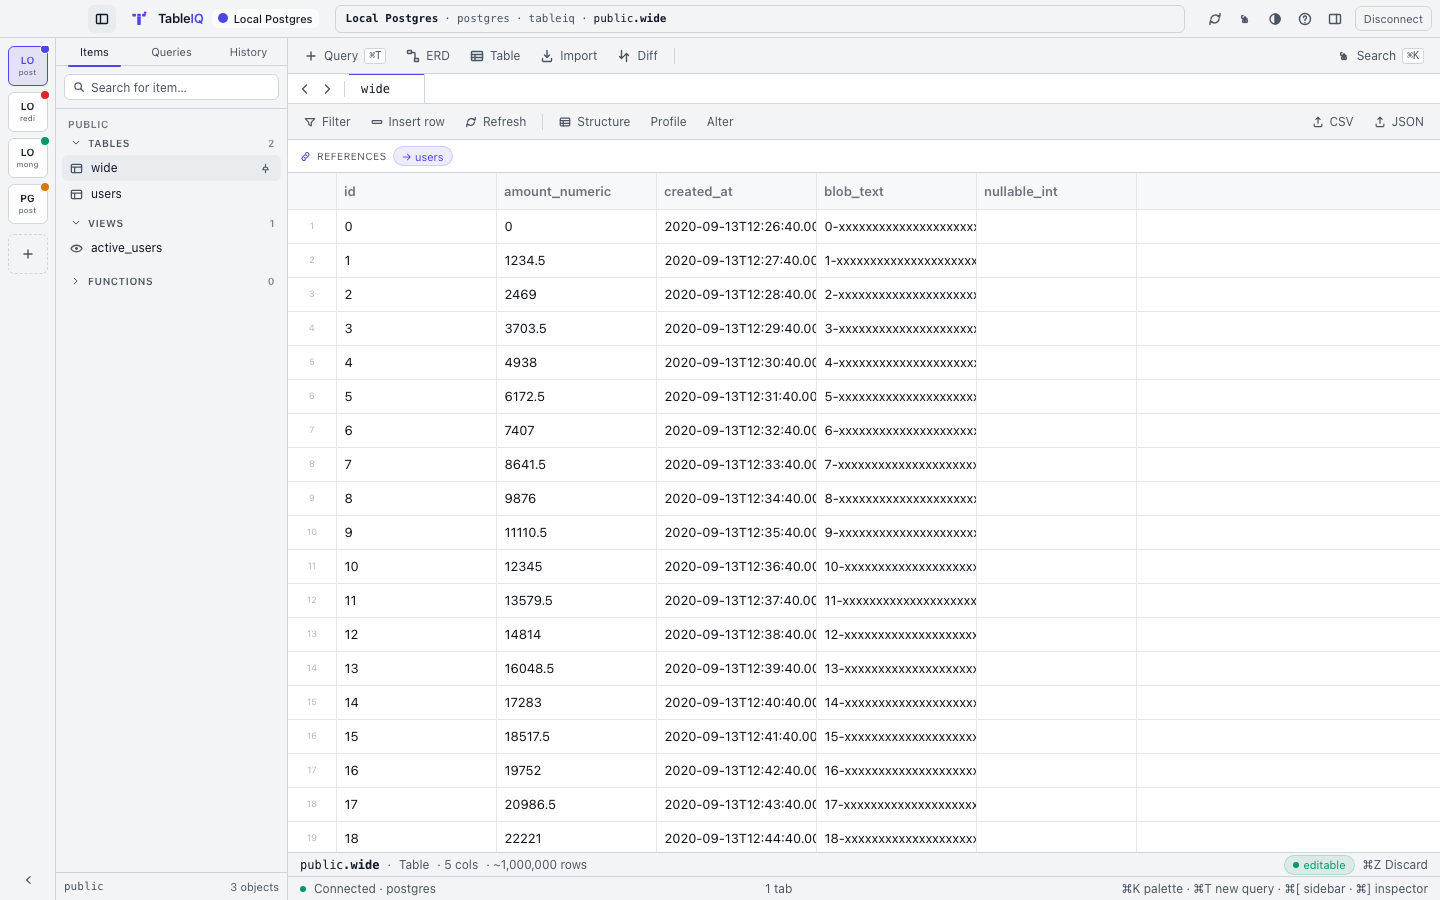 TableIQ
Local Postgres
Local Postgres · postgres · tableiq · public.wide
Disconnect
LO
post
LO
redi
LO
mong
PG
post
Items
Queries
History
Search for item...
PUBLIC
TABLES 2
wide
users
VIEWS 1
active_users
FUNCTIONS 0
public
3 objects
Query ⌘T
ERD
Table
Import
Diff
Search ⌘K
wide
Filter
Insert row
Refresh
Structure
Profile
Alter
CSV
JSON
REFERENCES
→ users
id amount_numeric created_at blob_text nullable_int
1 0 0 2020-09-13T12:26:40.00 0-xxxxxxxxxxxxxxxxxxxxx
2 1 1234.5 2020-09-13T12:27:40.00 1-xxxxxxxxxxxxxxxxxxxxx
3 2 2469 2020-09-13T12:28:40.00 2-xxxxxxxxxxxxxxxxxxxxx
4 3 3703.5 2020-09-13T12:29:40.00 3-xxxxxxxxxxxxxxxxxxxxx
5 4 4938 2020-09-13T12:30:40.00 4-xxxxxxxxxxxxxxxxxxxxx
6 5 6172.5 2020-09-13T12:31:40.00 5-xxxxxxxxxxxxxxxxxxxxx
7 6 7407 2020-09-13T12:32:40.00 6-xxxxxxxxxxxxxxxxxxxxx
8 7 8641.5 2020-09-13T12:33:40.00 7-xxxxxxxxxxxxxxxxxxxxx
9 8 9876 2020-09-13T12:34:40.00 8-xxxxxxxxxxxxxxxxxxxxx
10 9 11110.5 2020-09-13T12:35:40.00 9-xxxxxxxxxxxxxxxxxxxxx
11 10 12345 2020-09-13T12:36:40.00 10-xxxxxxxxxxxxxxxxxxxx
12 11 13579.5 2020-09-13T12:37:40.00 11-xxxxxxxxxxxxxxxxxxxx
13 12 14814 2020-09-13T12:38:40.00 12-xxxxxxxxxxxxxxxxxxxx
14 13 16048.5 2020-09-13T12:39:40.00 13-xxxxxxxxxxxxxxxxxxxx
15 14 17283 2020-09-13T12:40:40.00 14-xxxxxxxxxxxxxxxxxxxx
16 15 18517.5 2020-09-13T12:41:40.00 15-xxxxxxxxxxxxxxxxxxxx
17 16 19752 2020-09-13T12:42:40.00 16-xxxxxxxxxxxxxxxxxxxx
18 17 20986.5 2020-09-13T12:43:40.00 17-xxxxxxxxxxxxxxxxxxxx
19 18 22221 2020-09-13T12:44:40.00 18-xxxxxxxxxxxxxxxxxxxx
public.wide · Table · 5 cols · ~1,000,000 rows
editable
⌘Z Discard
Connected · postgres
1 tab
⌘K palette · ⌘T new query · ⌘[ sidebar · ⌘] inspector